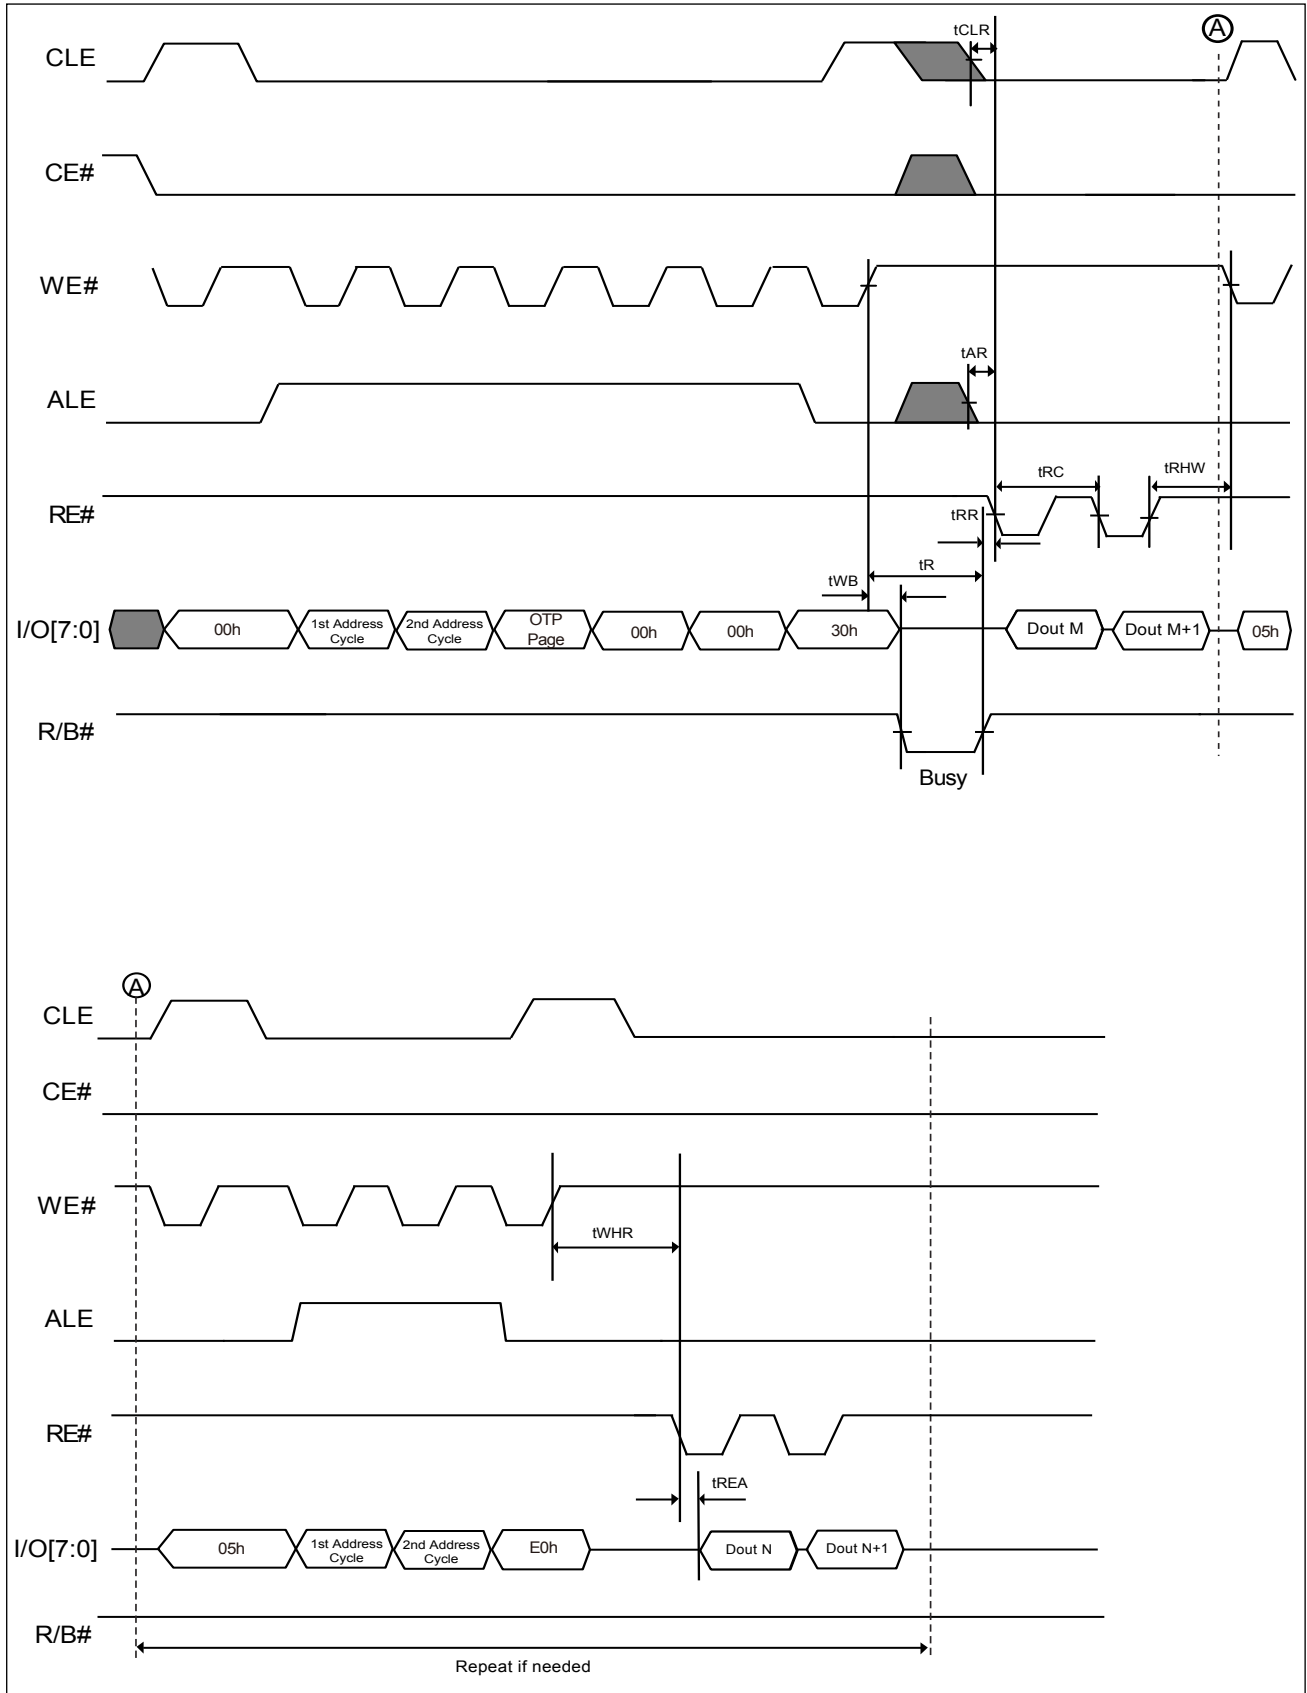 tCLR
A
CLE
CE#
WE#
tAR
ALE
tRC
tRHW
RE#
tRR
tR
tWB
I/O[7:0]
00h
1st Address
Cycle
2nd Address
Cycle
OTP
Page
00h
00h
30h
Dout M
Dout M+1
05h
R/B#
Busy
A
CLE
CE#
WE#
tWHR
ALE
RE#
tREA
I/O[7:0]
05h
1st Address
Cycle
2nd Address
Cycle
E0h
Dout N
Dout N+1
R/B#
Repeat if needed